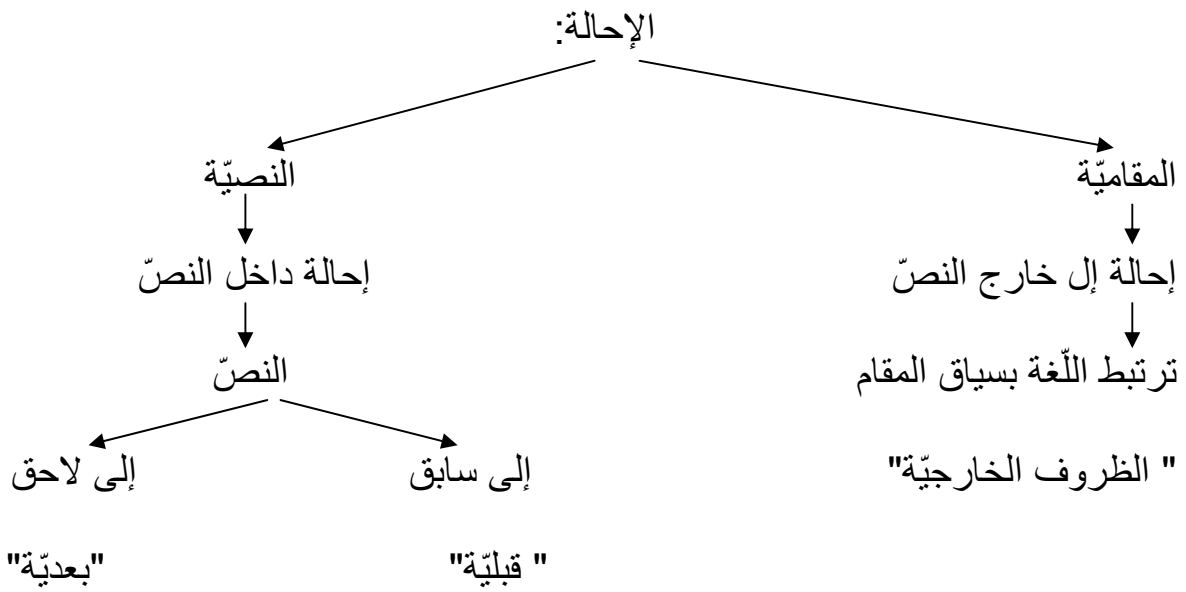 الإحالة:
المقاميّة
النصيّة
إحالة إل خارج النصّ
إحالة داخل النصّ
ترتبط اللّغة بسياق المقام
النصّ
" الظروف الخارجيّة"
إلى سابق
إلى لاحق
" قبليّة"
"بعديّة"